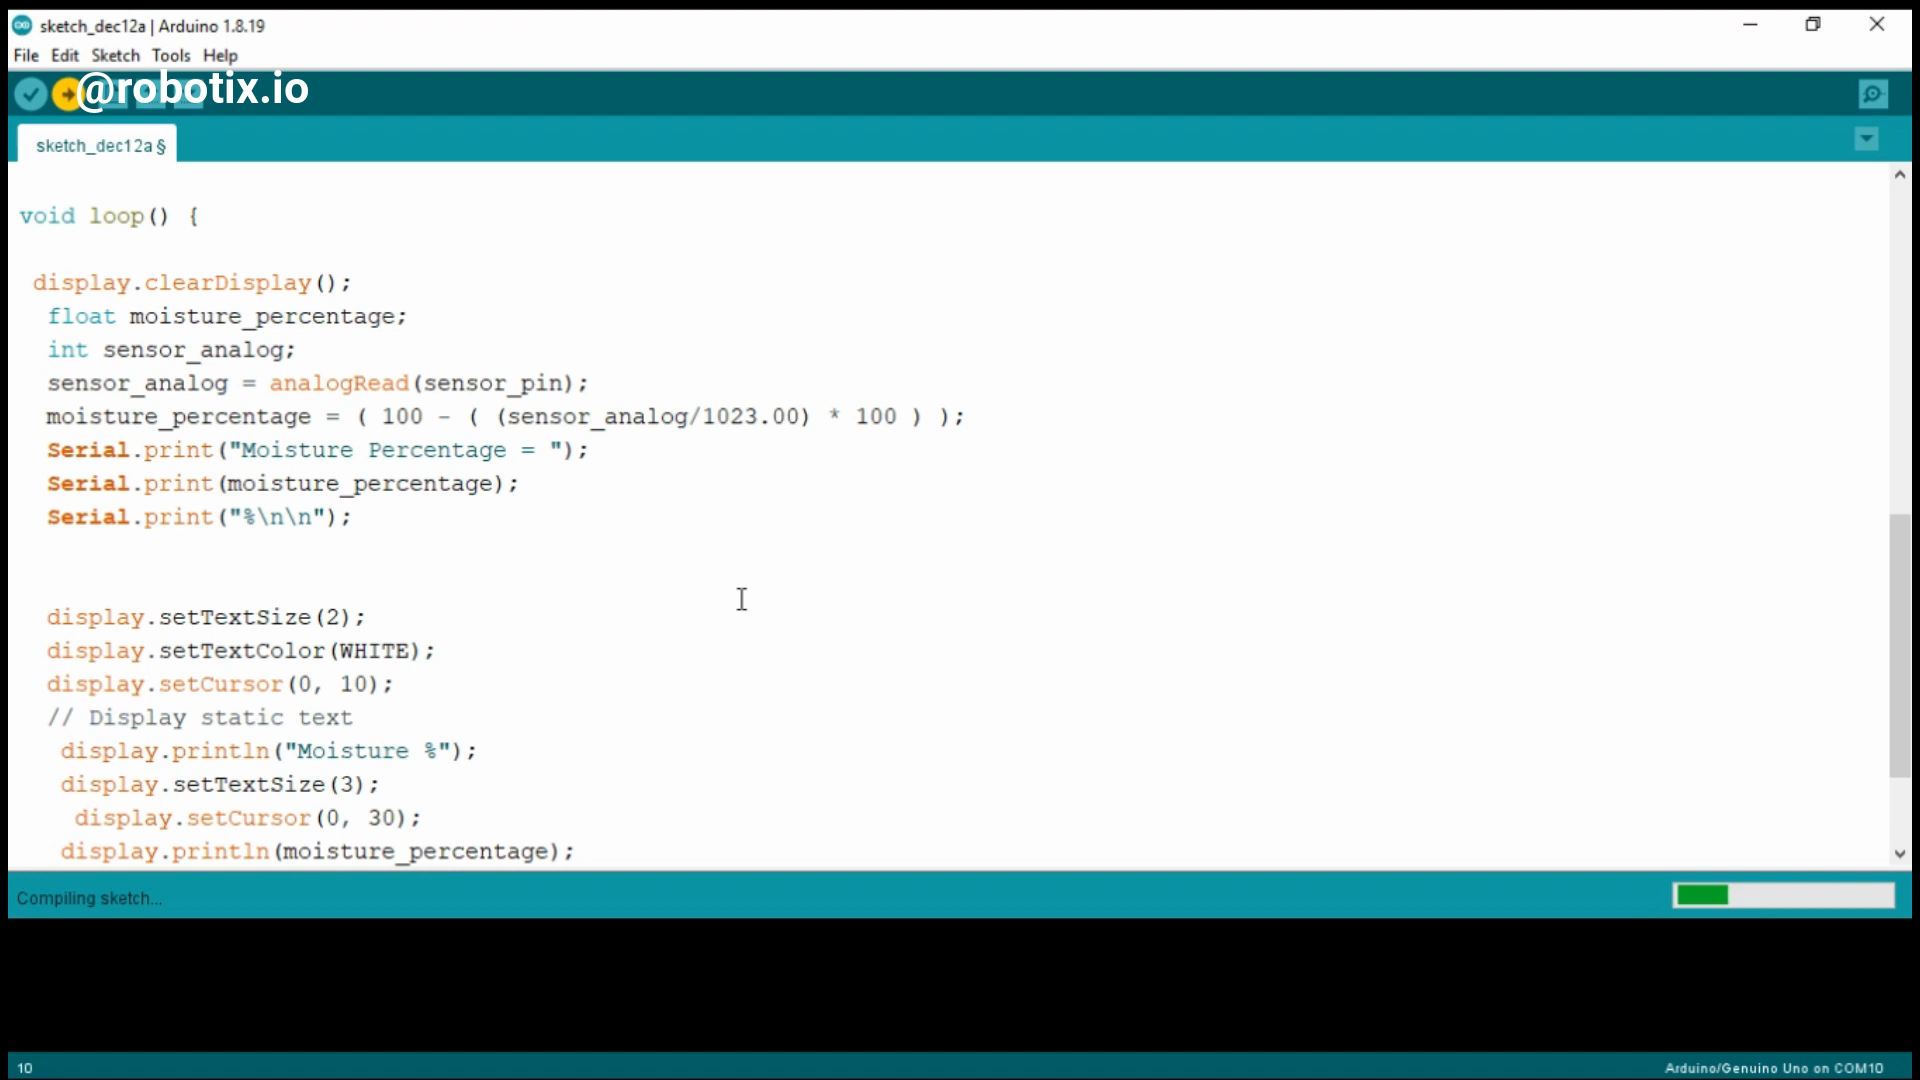 sketch_dec12a | Arduino 1.8.19
File Edit Sketch Tools Help
@robotix.io
sketch_dec12a §
void loop() {
display.clearDisplay();
float moisture_percentage;
int sensor_analog;
sensor_analog = analogRead(sensor_pin);
moisture_percentage = ( 100 - ( (sensor_analog/1023.00) * 100 ) );
Serial.print("Moisture Percentage = ");
Serial.print(moisture_percentage);
Serial.print("%\n\n");
display.setTextSize(2);
display.setTextColor(WHITE);
display.setCursor(0, 10);
// Display static text
display.println("Moisture %");
display.setTextSize(3);
display.setCursor(0, 30);
display.println(moisture_percentage);
Compiling sketch...
10
Arduino/Genuino Uno on COM10